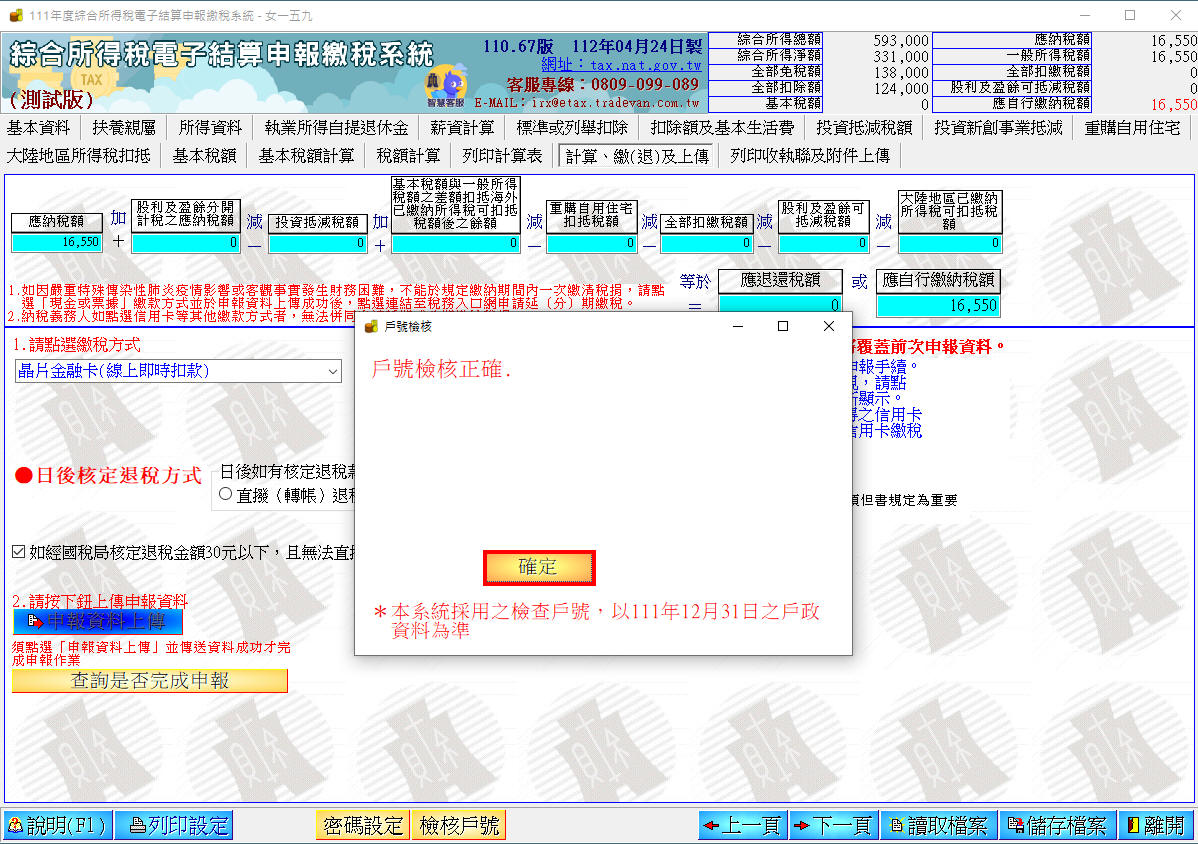 111年度綜合所得稅電子結算申報繳稅系統 - 女一五九
綜合所得稅電子結算申報繳稅系統
TAX
(測試版)
110.67版 112年04月24日製
網址：tax.nat.gov.tw
客服專線：0809-099-089
E-MAIL：irx@etax.tradevan.com.tw
智慧客服
綜合所得總額 593,000 應納稅額 16,550
綜合所得淨額 331,000 一般所得稅額 16,550
全部免稅額 138,000 全部扣繳稅額 0
全部扣除額 124,000 股利及盈餘可抵減稅額 0
基本稅額 0 應自行繳納稅額 16,550
基本資料 扶養親屬 所得資料 執業所得自提退休金 薪資計算 標準或列舉扣除 扣除額及基本生活費 投資抵減稅額 投資新創事業抵減 重購自用住宅
大陸地區所得稅扣抵 基本稅額 基本稅額計算 稅額計算 列印計算表 計算、繳(退)及上傳 列印收執聯及附件上傳
應納稅額
16,550
加
＋
股利及盈餘分開
計稅之應納稅額
0
減
－
投資抵減稅額
0
加
＋
基本稅額與一般所得
稅額之差額扣抵海外
已繳納所得稅可扣抵
稅額後之餘額
0
減
－
重購自用住宅
扣抵稅額
0
減
－
全部扣繳稅額
0
減
－
股利及盈餘可
抵減稅額
0
減
－
大陸地區已繳納
所得稅可扣抵稅
額
0
等於
＝
應退還稅額
0
或
應自行繳納稅額
16,550
1.如因嚴重特殊傳染性肺炎疫情影響或客觀事實發生財務困難，不能於規定繳納期間內一次繳清稅捐，請點
選「現金或票據」繳款方式並於申報資料上傳成功後，點選連結至稅務入口網申請延（分）期繳稅。
2.納稅義務人如點選信用卡等其他繳款方式者，無法併同
1.請點選繳稅方式
晶片金融卡(線上即時扣款)
覆蓋前次申報資料。
申報手續。
，請點
所顯示。
得之信用卡
信用卡繳稅
●日後核定退稅方式
日後如有核定退稅款
直撥（轉帳）退稅
項但書規定為重要
如經國稅局核定退稅金額30元以下，且無法直撥
2.請按下鈕上傳申報資料
申報資料上傳
須點選「申報資料上傳」並傳送資料成功才完
成申報作業
查詢是否完成申報
戶號檢核
戶號檢核正確.
確定
＊本系統採用之檢查戶號，以111年12月31日之戶政
資料為準
說明(F1) 列印設定 密碼設定 檢核戶號 上一頁 下一頁 讀取檔案 儲存檔案 離開